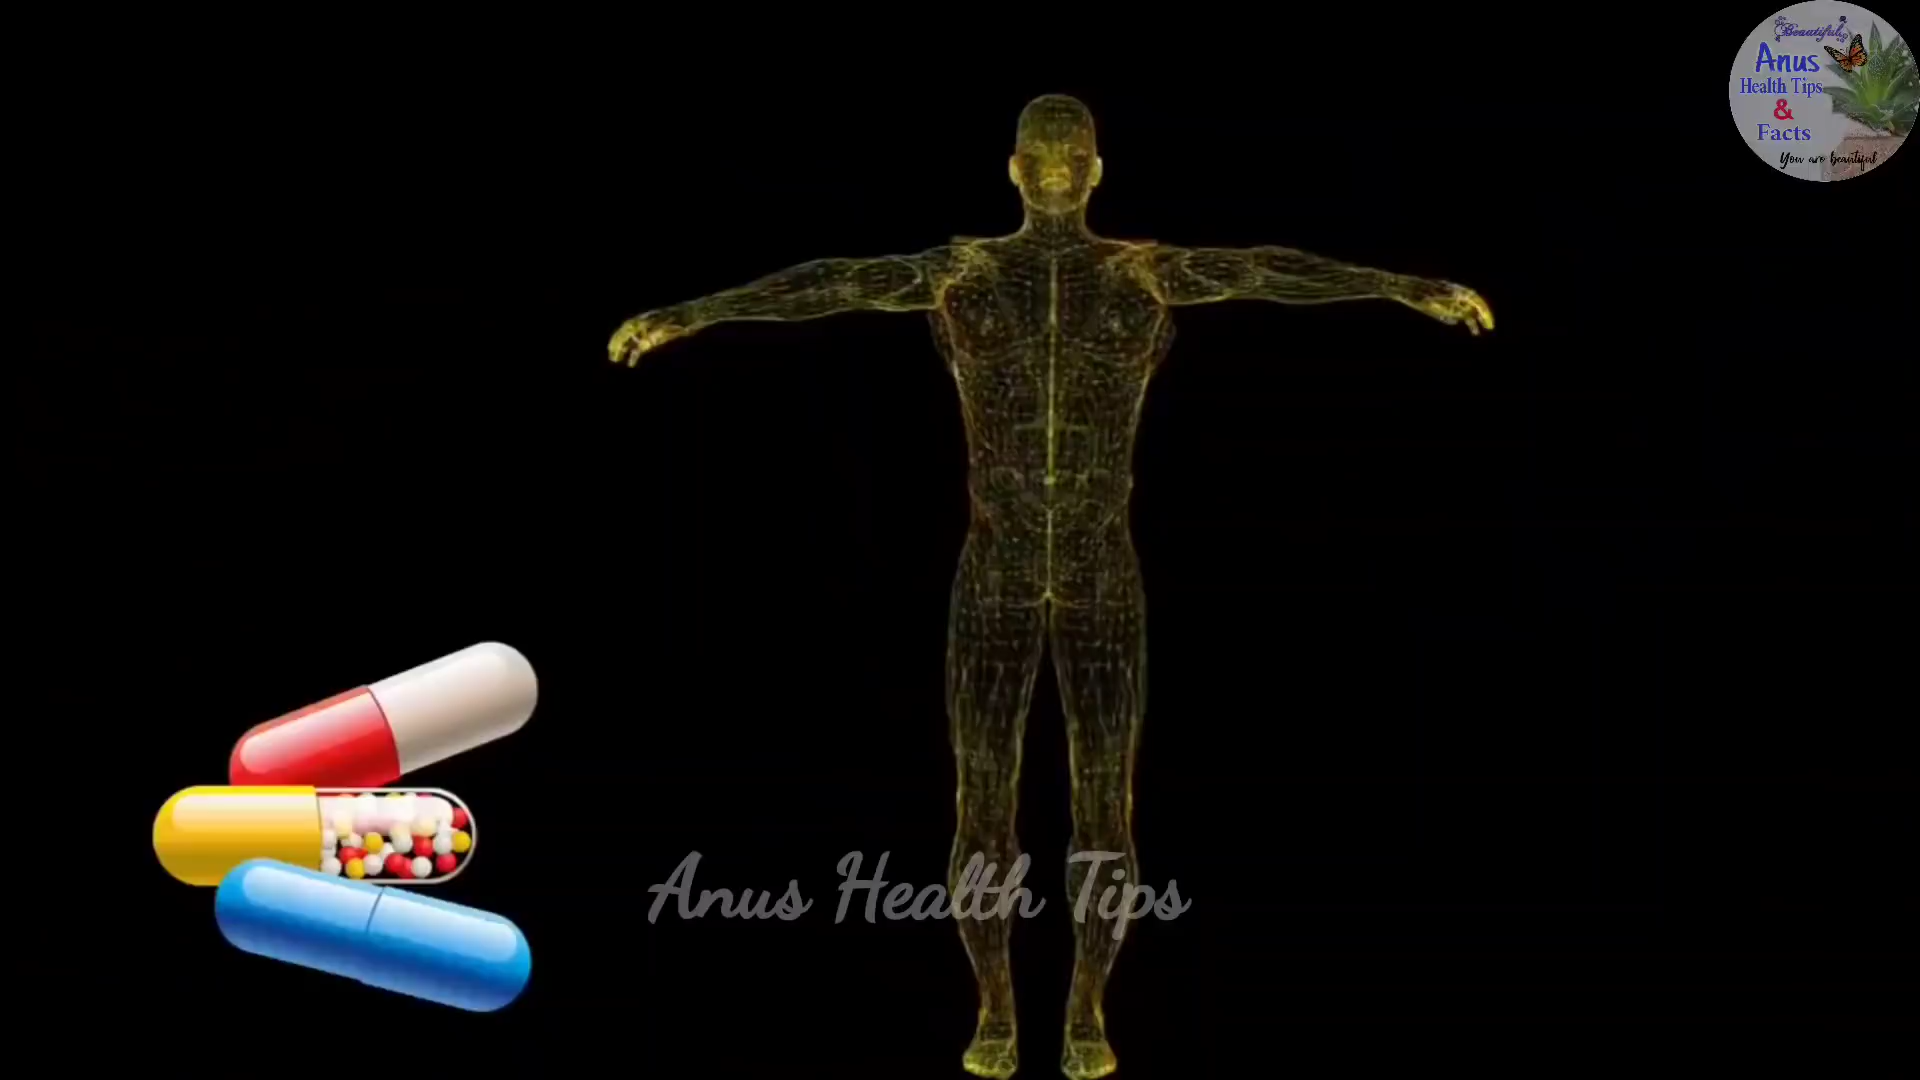 Beautiful
Anus
Health Tips
&
Facts
You are beautiful
Anus Health Tips